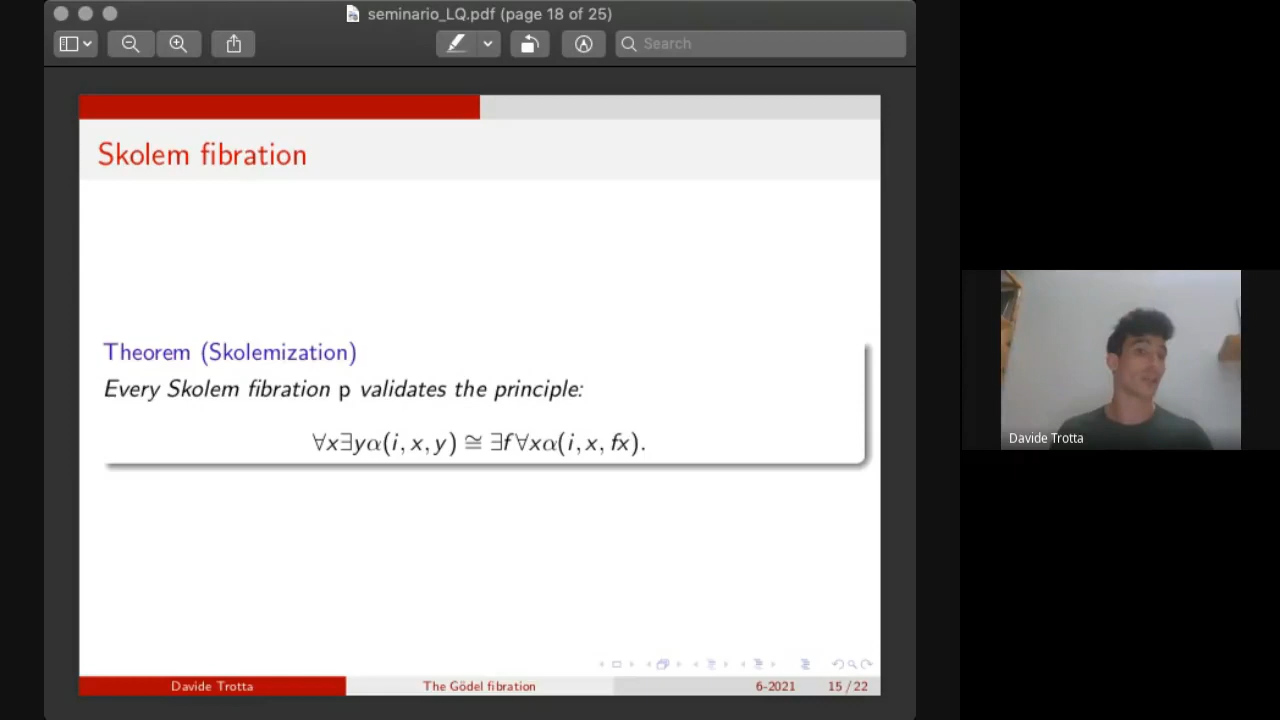 seminario_LQ.pdf (page 18 of 25)
Search
Skolem fibration
Theorem (Skolemization)
Every Skolem fibration p validates the principle:
∀x∃yα(i, x, y) ≅ ∃f∀xα(i, x, fx).
Davide Trotta
The Gödel fibration
6-2021
15 / 22
Davide Trotta